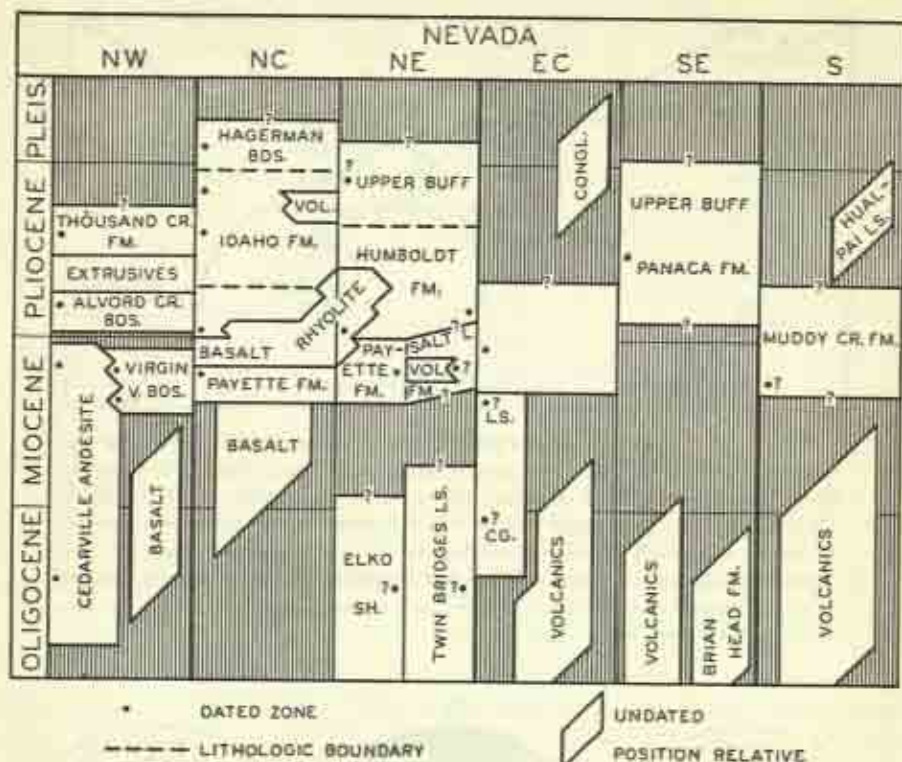 NEVADA
NW NC NE EC SE S
PLEIS.
PLIOCENE
MIOCENE
OLIGOCENE
?
THOUSAND CR.
FM.
EXTRUSIVES
ALVORD CR.
BDS.
CEDARVILLE ANDESITE
VIRGIN
V. BDS.
BASALT
?
HAGERMAN
BDS.
VOL.
IDAHO FM.
RHYOLITE
BASALT
PAYETTE FM.
BASALT
?
?
UPPER BUFF
HUMBOLDT
FM.
?
PAY-
ETTE
FM.
SALT L.
VOL
?
FM.
?
?
ELKO
SH.
?
?
TWIN BRIDGES LS.
?
CONGL.
?
?
L.S.
?
CG.
VOLCANICS
?
UPPER BUFF
PANACA FM.
?
VOLCANICS
BRIAN
HEAD FM.
HUAL-
PAI LS.
?
MUDDY CR. FM.
?
?
VOLCANICS
• DATED ZONE
UNDATED
---- LITHOLOGIC BOUNDARY
POSITION RELATIVE